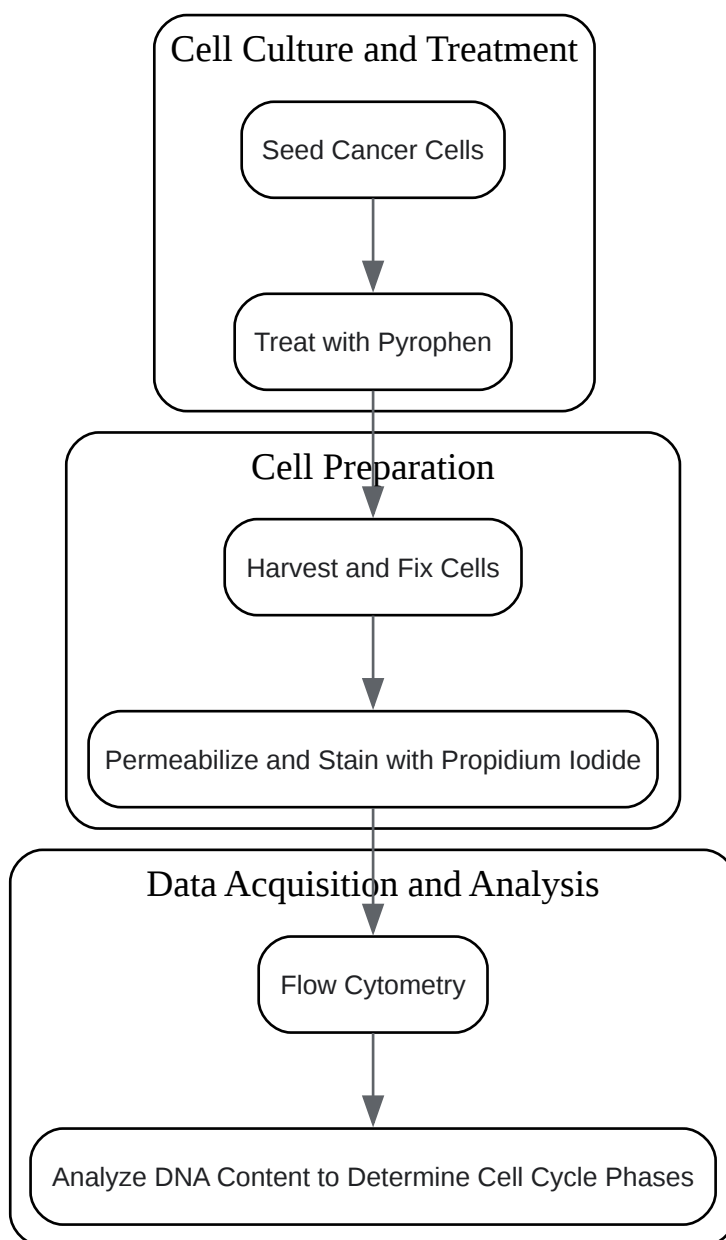 Cell Culture and Treatment
Seed Cancer Cells
Treat with Pyrophen
Cell Preparation
Harvest and Fix Cells
Permeabilize and Stain with Propidium Iodide
Data Acquisition and Analysis
Flow Cytometry
Analyze DNA Content to Determine Cell Cycle Phases